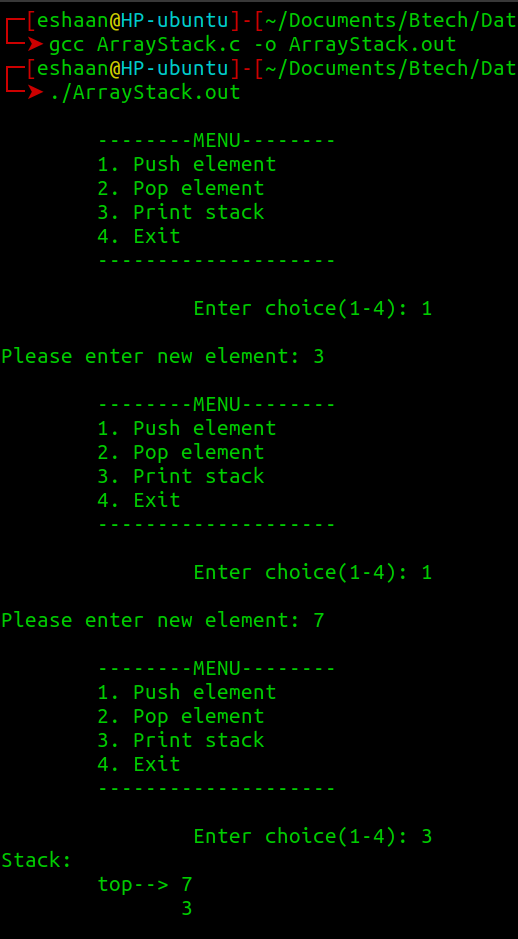 [eshaan@HP-ubuntu]-[~/Documents/Btech/Dat
gcc ArrayStack.c -o ArrayStack.out
[eshaan@HP-ubuntu]-[~/Documents/Btech/Dat
./ArrayStack.out
--------MENU--------
1. Push element
2. Pop element
3. Print stack
4. Exit
--------------------
Enter choice(1-4): 1
Please enter new element: 3
--------MENU--------
1. Push element
2. Pop element
3. Print stack
4. Exit
--------------------
Enter choice(1-4): 1
Please enter new element: 7
--------MENU--------
1. Push element
2. Pop element
3. Print stack
4. Exit
--------------------
Enter choice(1-4): 3
Stack:
top--> 7
3